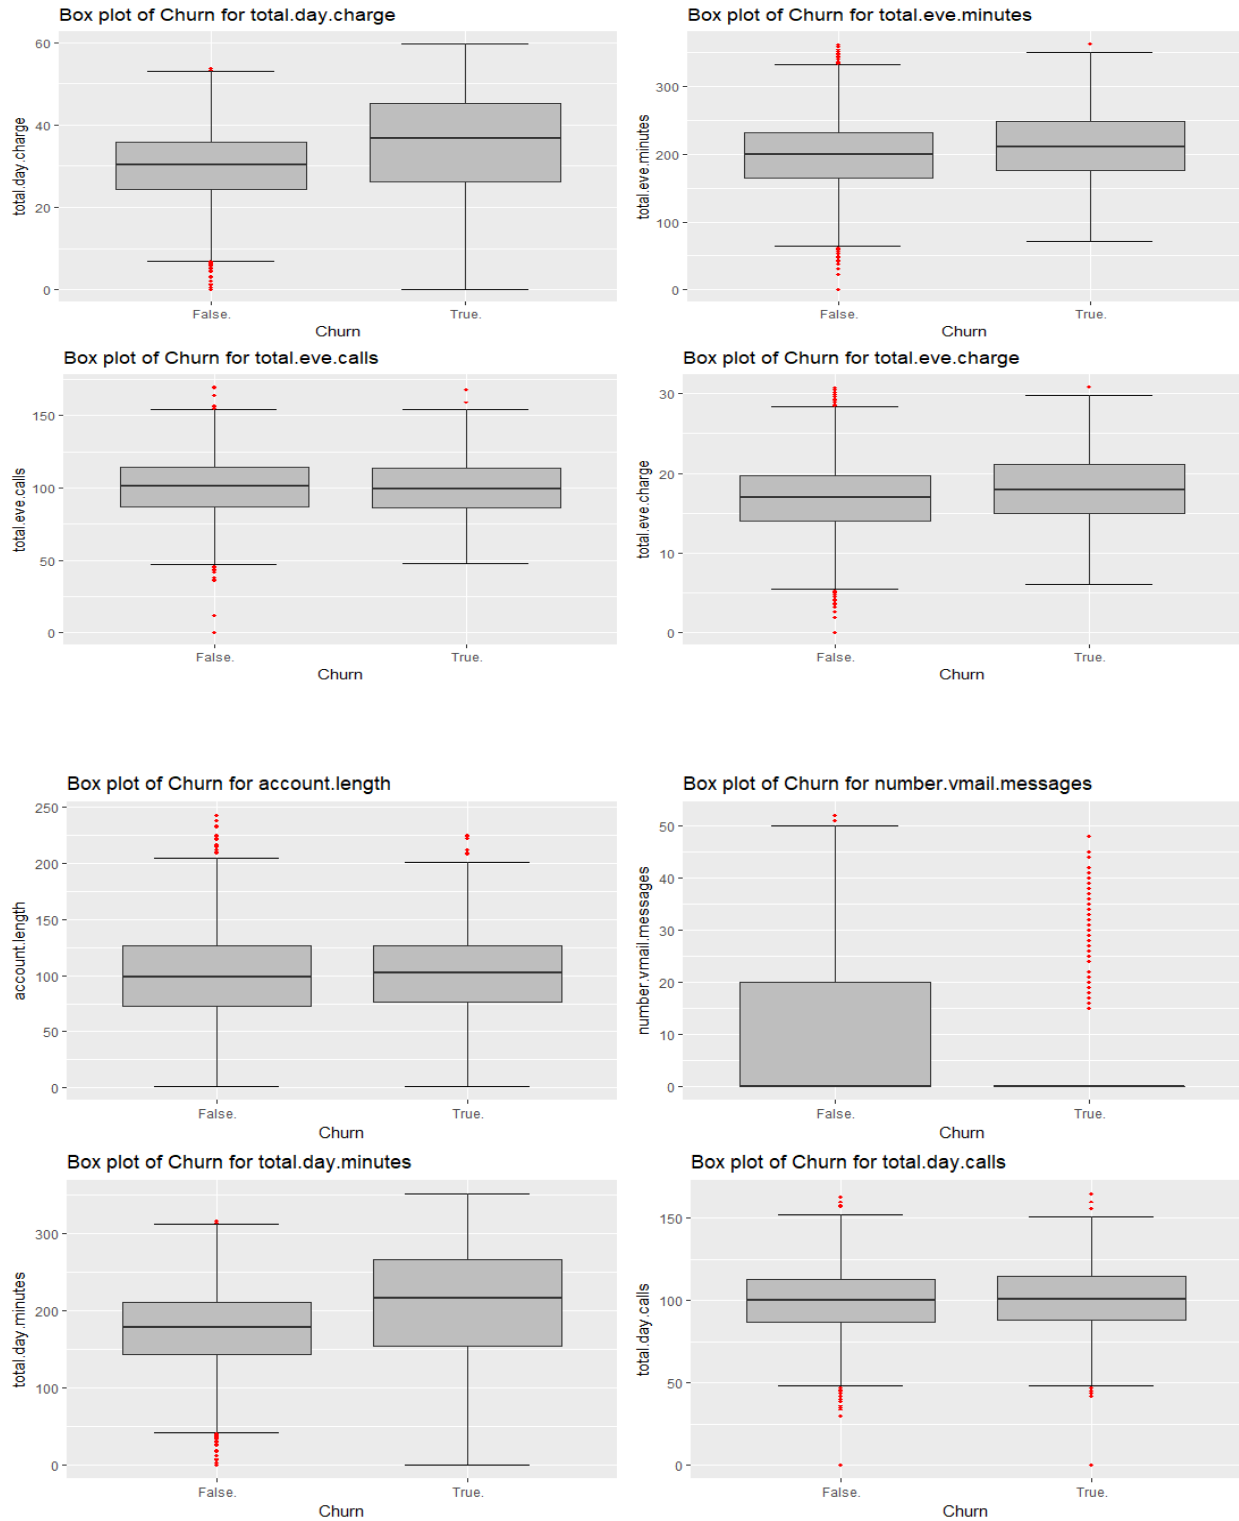 Box plot of Churn for total.day.charge
total.day.charge
60
40
20
0
False.
True.
Churn
Box plot of Churn for total.eve.minutes
total.eve.minutes
300
200
100
0
False.
True.
Churn
Box plot of Churn for total.eve.calls
total.eve.calls
150
100
50
0
False.
True.
Churn
Box plot of Churn for total.eve.charge
total.eve.charge
30
20
10
0
False.
True.
Churn
Box plot of Churn for account.length
account.length
250
200
150
100
50
0
False.
True.
Churn
Box plot of Churn for number.vmail.messages
number.vmail.messages
50
40
30
20
10
0
False.
True.
Churn
Box plot of Churn for total.day.minutes
total.day.minutes
300
200
100
0
False.
True.
Churn
Box plot of Churn for total.day.calls
total.day.calls
150
100
50
0
False.
True.
Churn